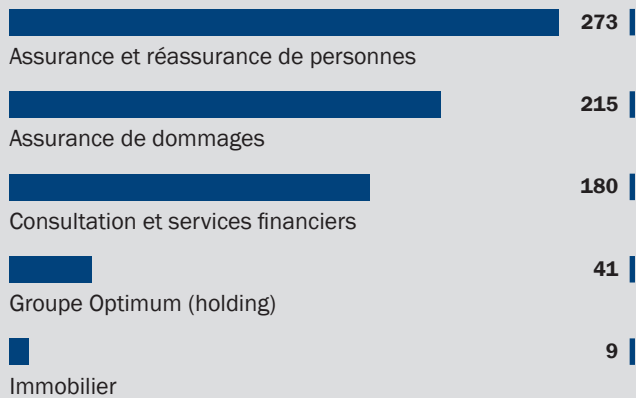 273
Assurance et réassurance de personnes
215
Assurance de dommages
180
Consultation et services financiers
41
Groupe Optimum (holding)
9
Immobilier